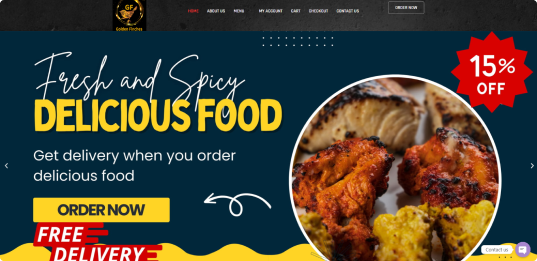 GF
Golden Finches
HOME ABOUT US MENU MY ACCOUNT CART CHECKOUT CONTACT US ORDER NOW
Fresh and Spicy
DELICIOUS FOOD
15%
OFF
Get delivery when you order
delicious food
ORDER NOW
FREE
DELIVERY
Contact us